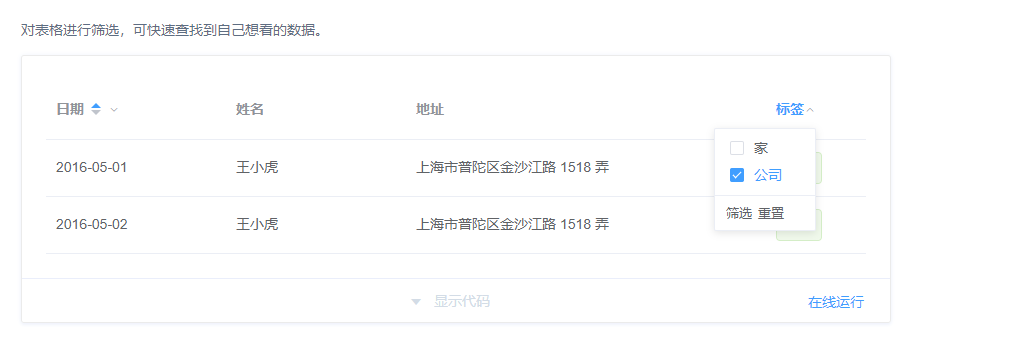 对表格进行筛选，可快速查找到自己想看的数据。
日期 姓名 地址 标签
家
2016-05-01 王小虎 上海市普陀区金沙江路 1518 弄
公司
筛选 重置
2016-05-02 王小虎 上海市普陀区金沙江路 1518 弄
显示代码 在线运行